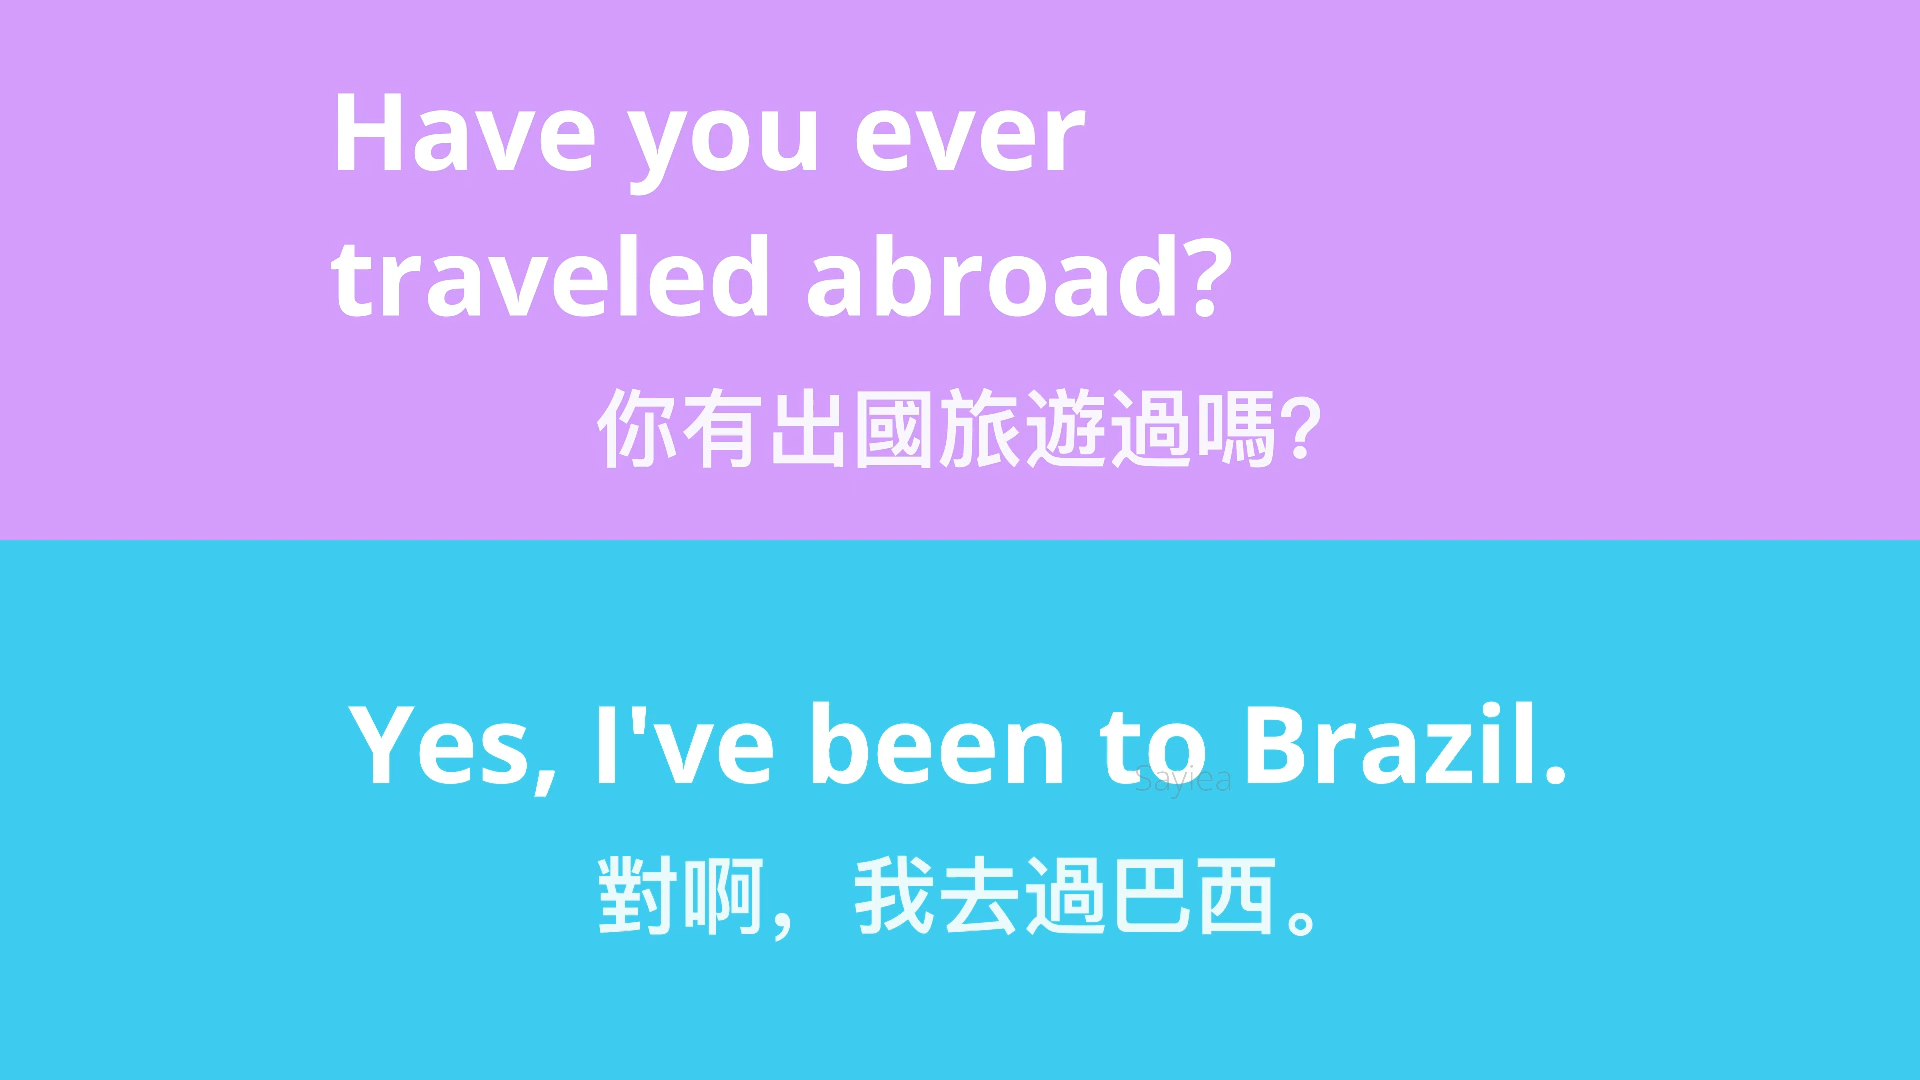 Have you ever
traveled abroad?
你有出國旅遊過嗎?
Yes, I've been to Brazil.
Sayiea
對啊，我去過巴西。